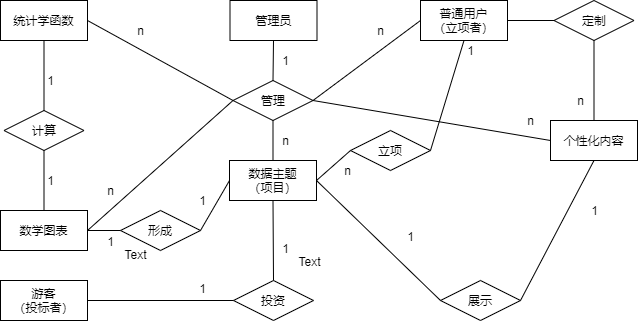 统计学函数
管理员
普通用户
（立项者）
定制
n
n
1
1
1
管理
n
n
计算
n
个性化内容
n
立项
1
数据主题
（项目）
n
n
1
1
数学图表
1
形成
Text
1
1
Text
游客
（投标者）
1
投资
展示